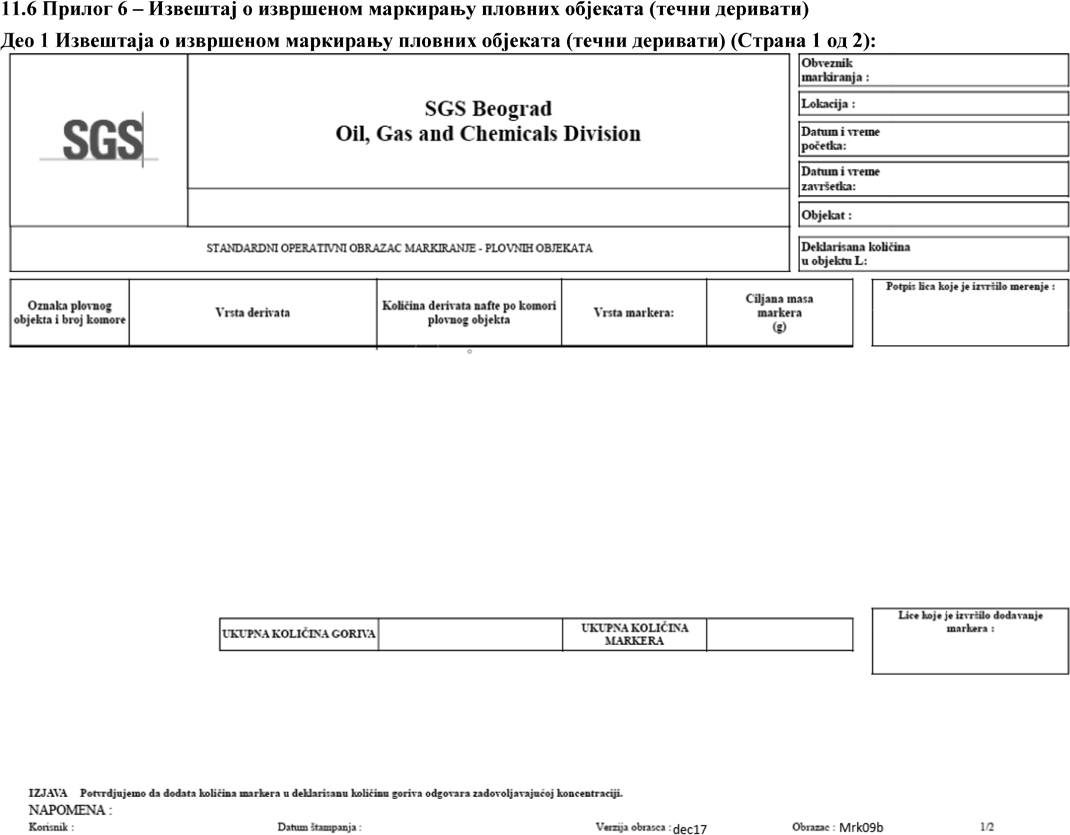 11.6 Прилог 6 – Извештај о извршеном маркирању пловних објеката (течни деривати)
Део 1 Извештаја о извршеном маркирању пловних објеката (течни деривати) (Страна 1 од 2):
SGS
SGS Beograd
Oil, Gas and Chemicals Division
STANDARDNI OPERATIVNI OBRAZAC MARKIRANJE - PLOVNIH OBJEKATA
Obveznik
markiranja :
Lokacija :
Datum i vreme
početka:
Datum i vreme
završetka:
Objekat :
Deklarisana količina
u objektu L:
Oznaka plovnog
objekta i broj komore
Vrsta derivata
Količina derivata nafte po komori
plovnog objekta
Vrsta markera:
Ciljana masa
markera
(g)
Potpis lica koje je izvršilo merenje :
UKUPNA KOLIČINA GORIVA
UKUPNA KOLIČINA
MARKERA
Lice koje je izvršilo dodavanje
markera :
IZJAVA Potvrdjujemo da dodata količina markera u deklarisanu količinu goriva odgovara zadovoljavajućoj koncentraciji.
NAPOMENA :
Korisnik : Datum štampanja : Verzija obrasca : dec17 Obrazac : Mrk09b 1/2